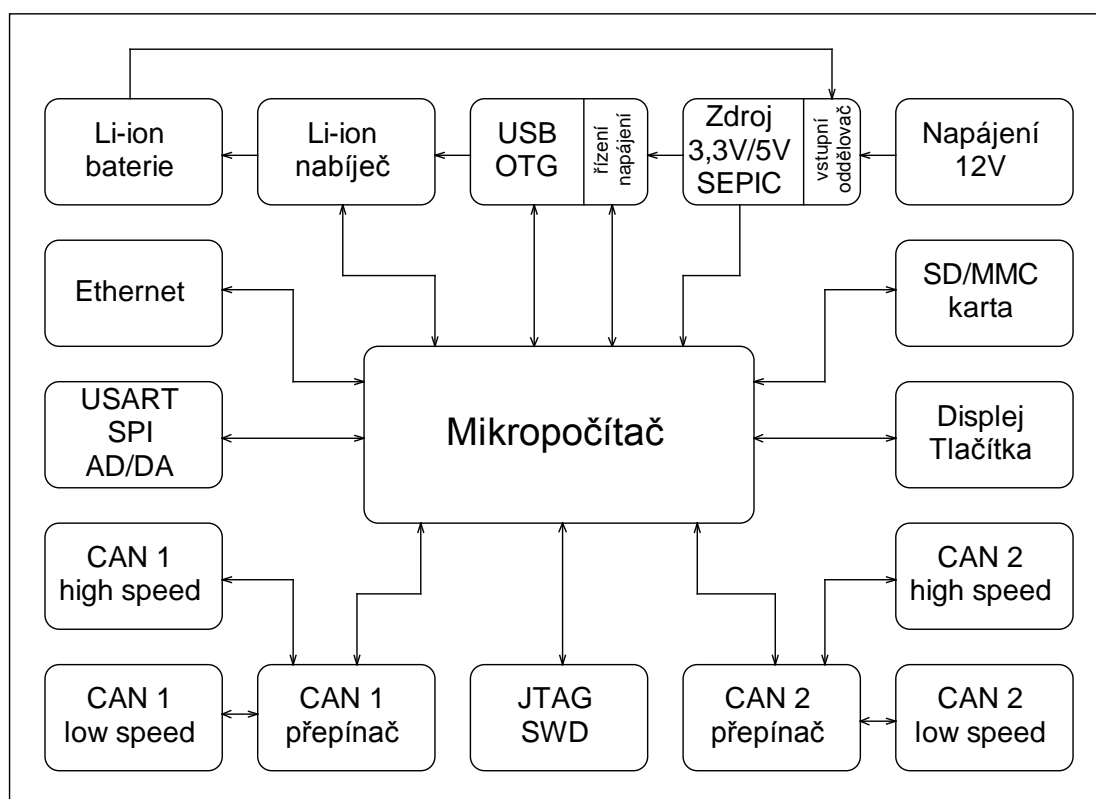 Li-ion
baterie
Li-ion
nabíječ
USB
OTG
řízení
napájení
Zdroj
3,3V/5V
SEPIC
vstupní
oddělovač
Napájení
12V
Ethernet
SD/MMC
karta
Mikropočítač
USART
SPI
AD/DA
Displej
Tlačítka
CAN 1
high speed
CAN 2
high speed
CAN 1
low speed
CAN 1
přepínač
JTAG
SWD
CAN 2
přepínač
CAN 2
low speed